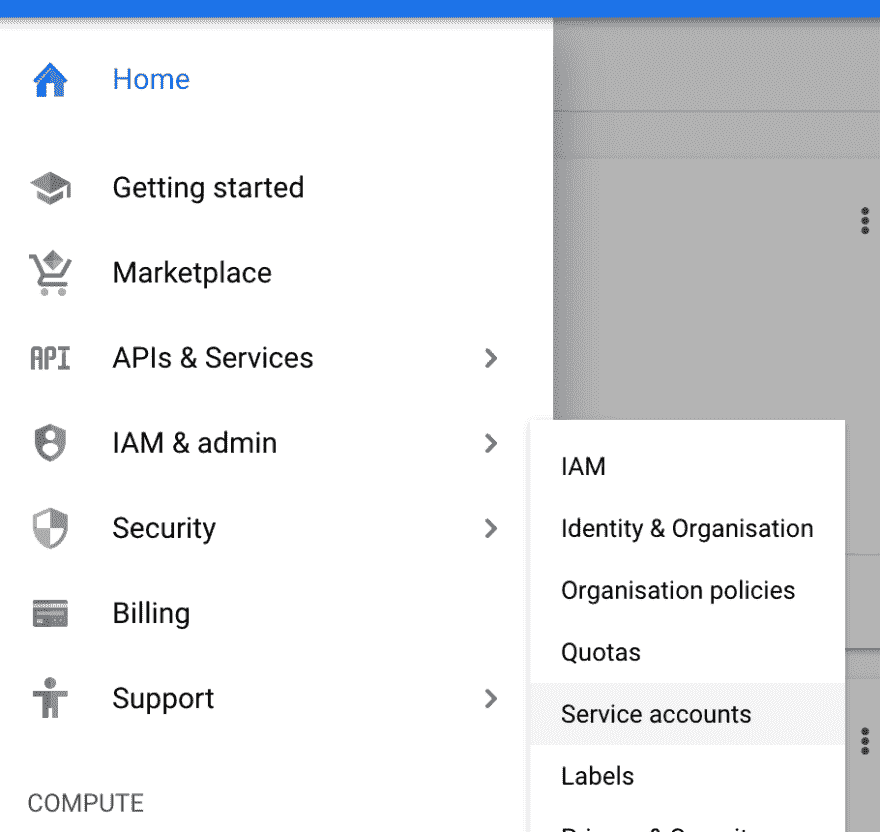 Home
Getting started
Marketplace
API APIs & Services
IAM & admin
Security
Billing
Support
COMPUTE
IAM
Identity & Organisation
Organisation policies
Quotas
Service accounts
Labels